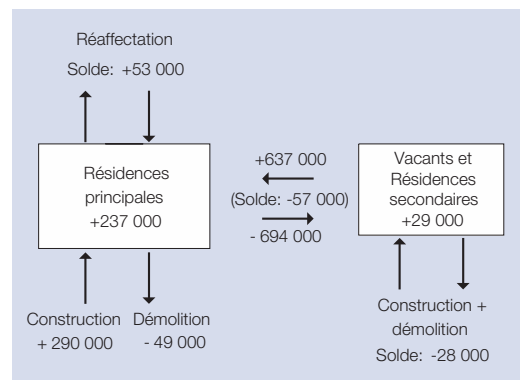 Réaffectation
Solde: +53 000
Résidences
principales
+237 000
+637 000
(Solde: -57 000)
- 694 000
Vacants et
Résidences
secondaires
+29 000
Construction
+ 290 000
Démolition
- 49 000
Construction +
démolition
Solde: -28 000